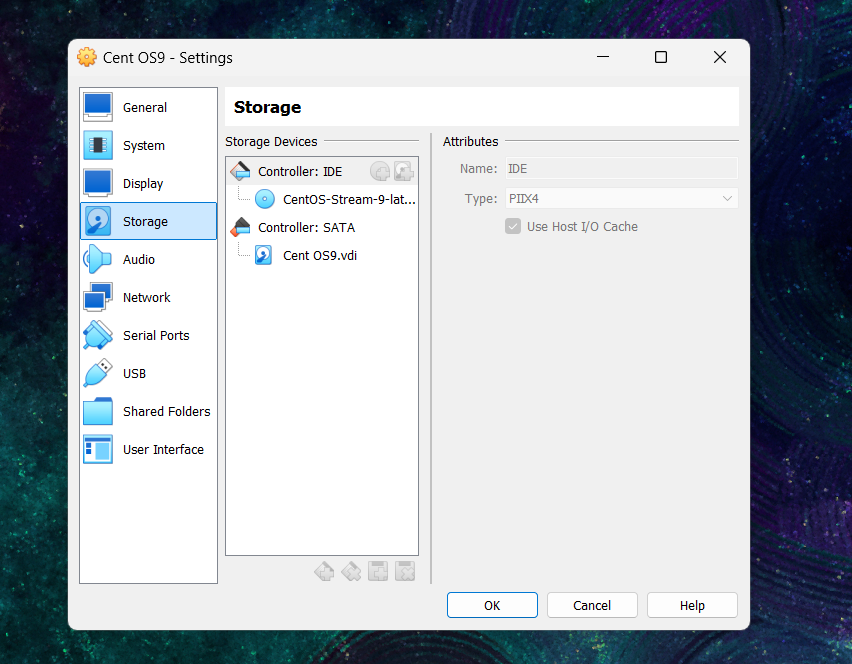 Cent OS9 - Settings
General
System
Display
Storage
Audio
Network
Serial Ports
USB
Shared Folders
User Interface
Storage
Storage Devices
Controller: IDE
CentOS-Stream-9-lat...
Controller: SATA
Cent OS9.vdi
Attributes
Name: IDE
Type: PIIX4
Use Host I/O Cache
OK Cancel Help